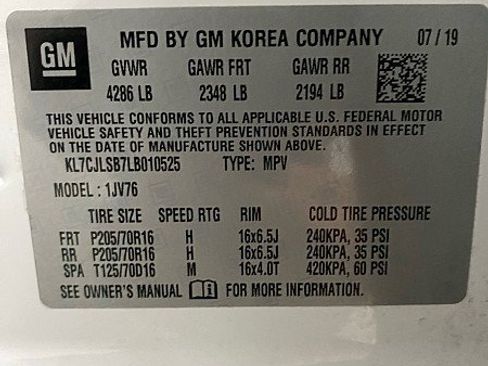 GM MFD BY GM KOREA COMPANY 07/19
GVWR GAWR FRT GAWR RR
4286 LB 2348 LB 2194 LB
THIS VEHICLE CONFORMS TO ALL APPLICABLE U.S. FEDERAL MOTOR
VEHICLE SAFETY AND THEFT PREVENTION STANDARDS IN EFFECT ON
THE DATE OF MANUFACTURE SHOWN ABOVE.
KL7CJLSB7LB010525 TYPE: MPV
MODEL: 1JV76
TIRE SIZE SPEED RTG RIM COLD TIRE PRESSURE
FRT P205/70R16 H 16x6.5J 240KPA, 35 PSI
RR P205/70R16 H 16x6.5J 240KPA, 35 PSI
SPA T125/70D16 M 16x4.0T 420KPA, 60 PSI
SEE OWNER'S MANUAL FOR MORE INFORMATION.